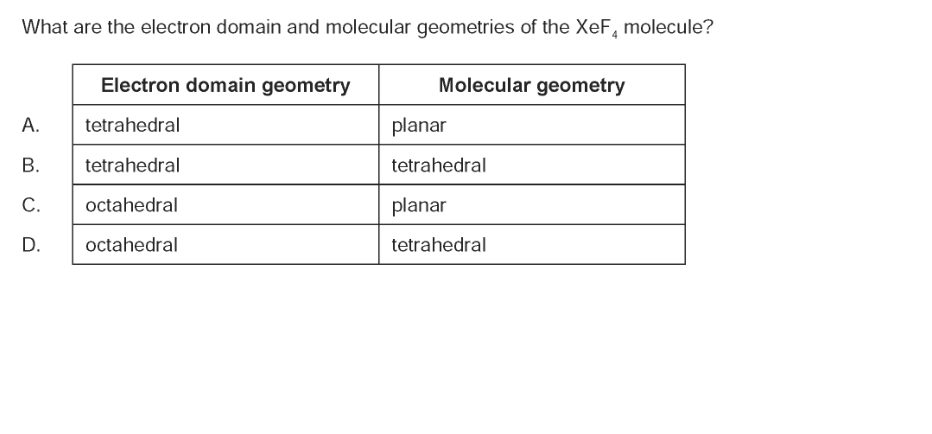 What are the electron domain and molecular geometries of the XeF₄ molecule?
Electron domain geometry Molecular geometry
A. tetrahedral planar
B. tetrahedral tetrahedral
C. octahedral planar
D. octahedral tetrahedral